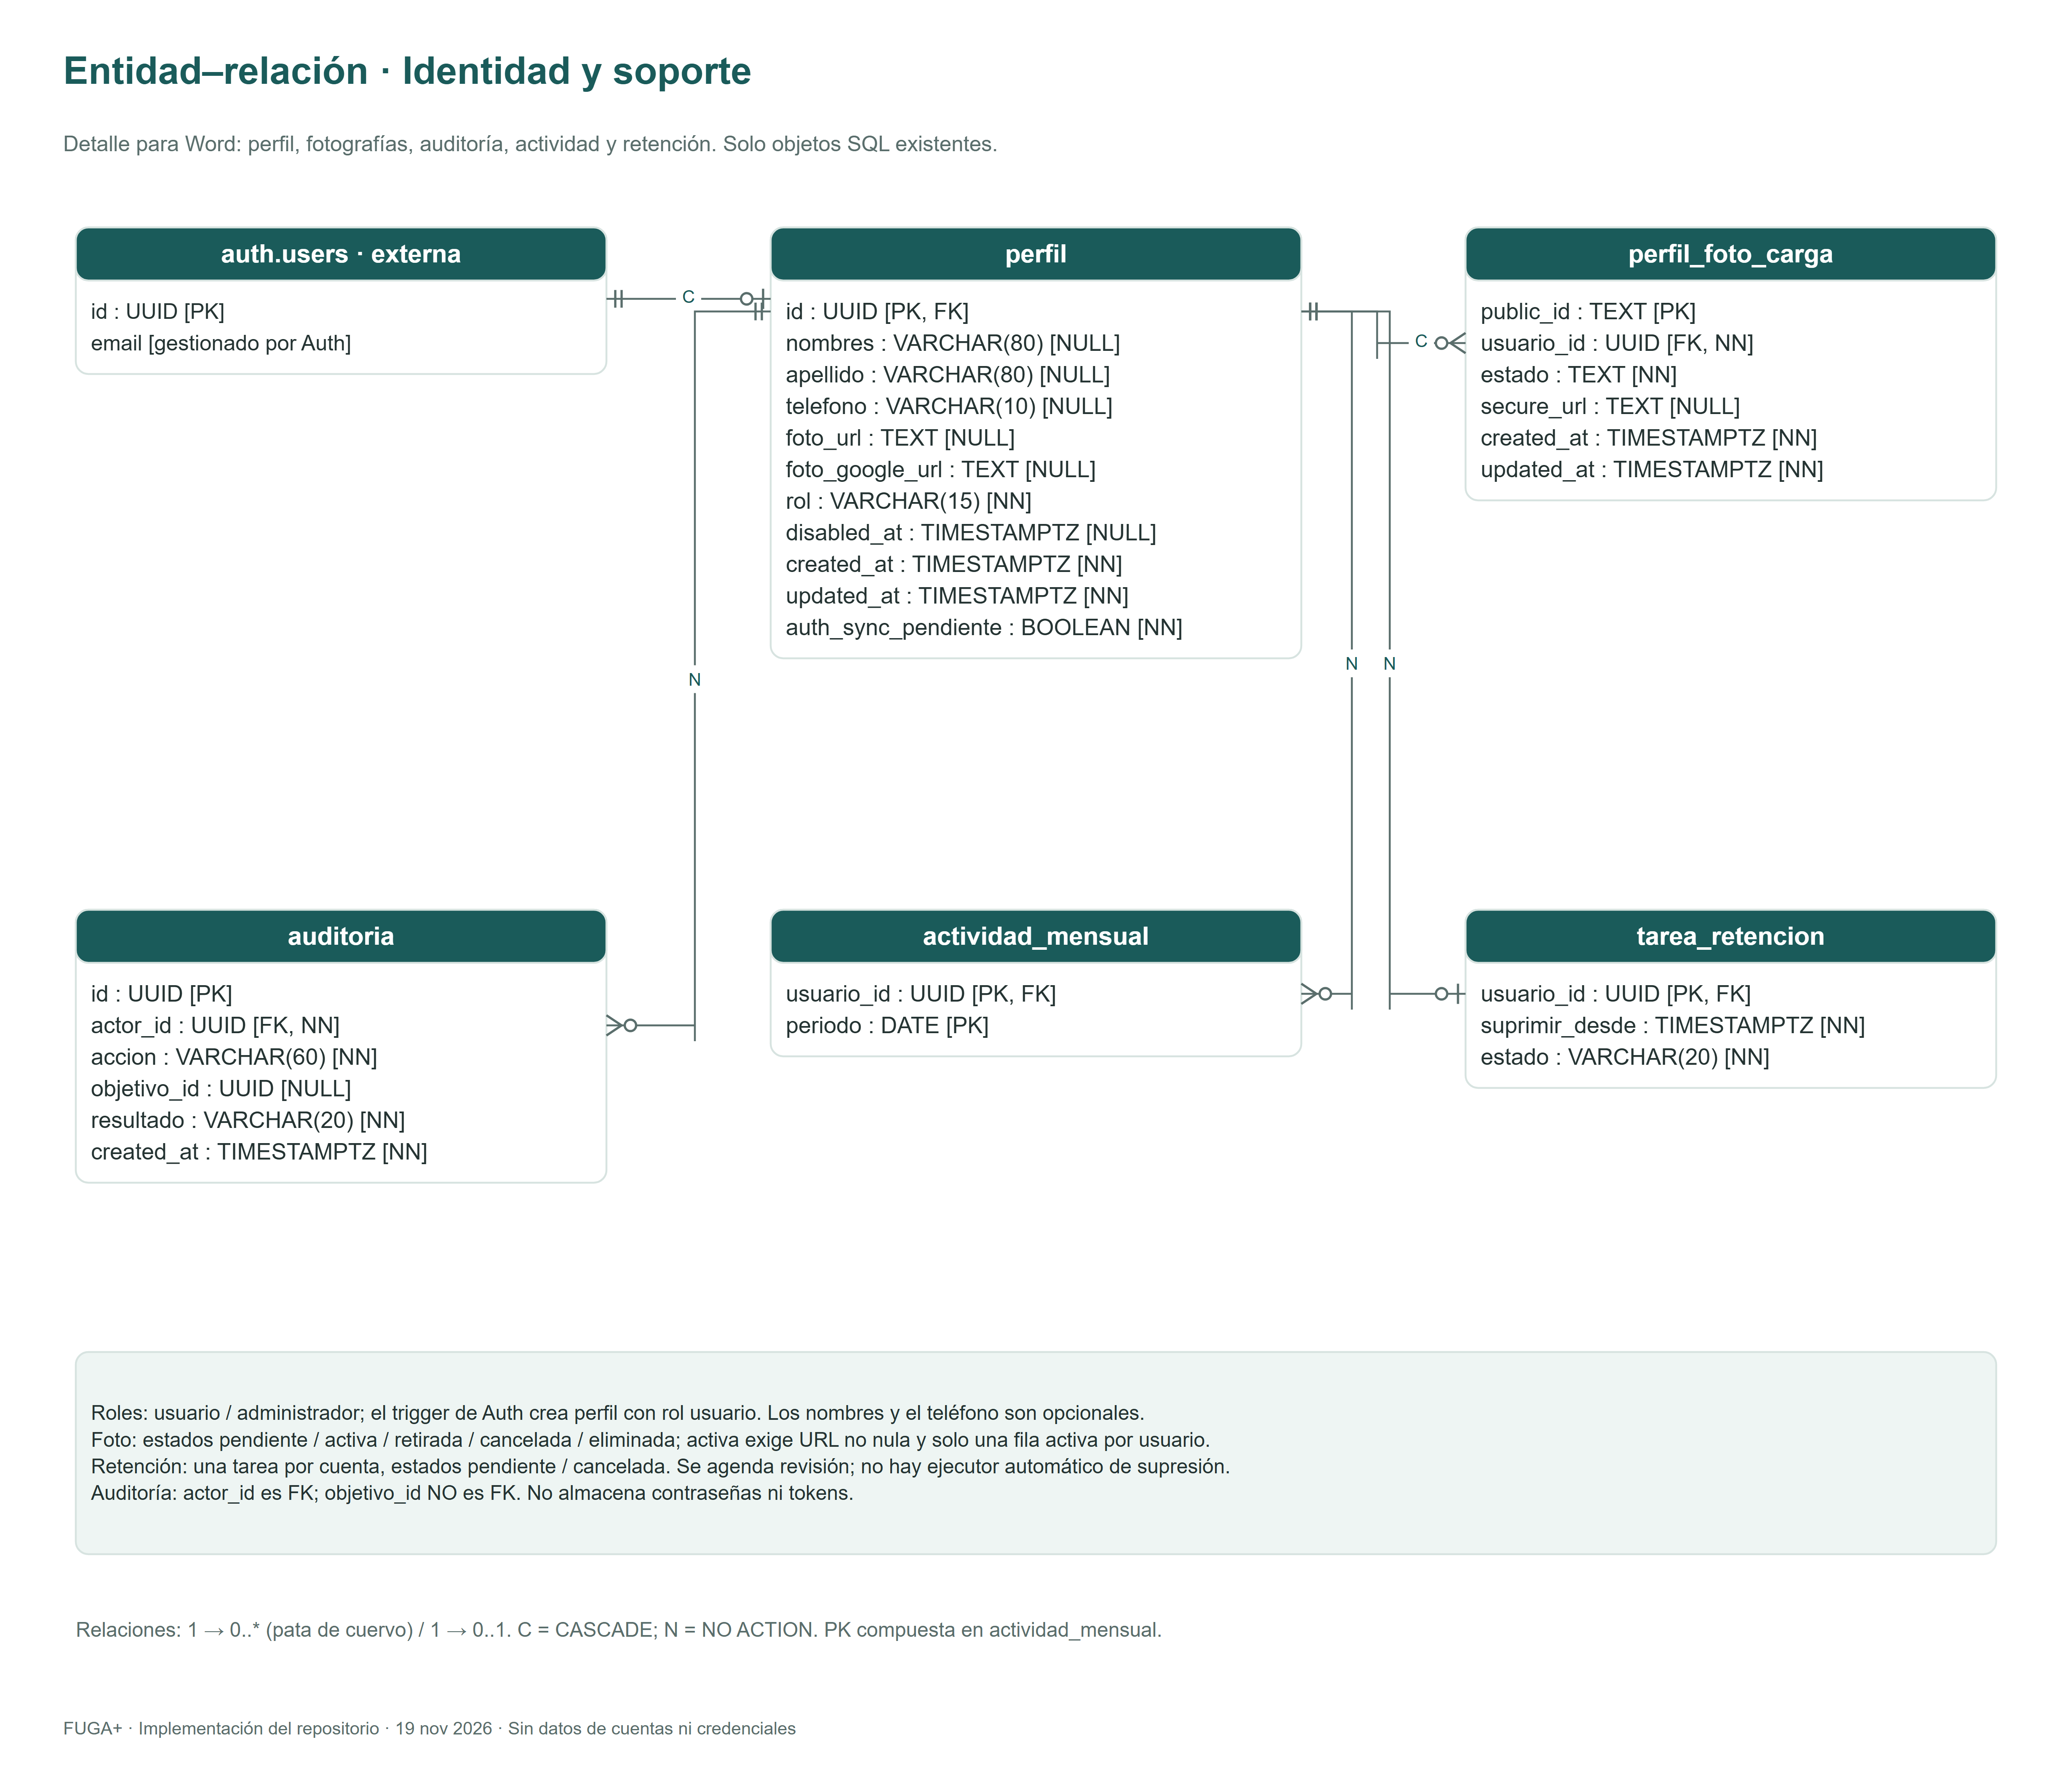 Entidad–relación · Identidad y soporte
Detalle para Word: perfil, fotografías, auditoría, actividad y retención. Solo objetos SQL existentes.
auth.users · externa
id : UUID [PK]
email [gestionado por Auth]
C
perfil
id : UUID [PK, FK]
nombres : VARCHAR(80) [NULL]
apellido : VARCHAR(80) [NULL]
telefono : VARCHAR(10) [NULL]
foto_url : TEXT [NULL]
foto_google_url : TEXT [NULL]
rol : VARCHAR(15) [NN]
disabled_at : TIMESTAMPTZ [NULL]
created_at : TIMESTAMPTZ [NN]
updated_at : TIMESTAMPTZ [NN]
auth_sync_pendiente : BOOLEAN [NN]
C
perfil_foto_carga
public_id : TEXT [PK]
usuario_id : UUID [FK, NN]
estado : TEXT [NN]
secure_url : TEXT [NULL]
created_at : TIMESTAMPTZ [NN]
updated_at : TIMESTAMPTZ [NN]
N
N
N
auditoria
id : UUID [PK]
actor_id : UUID [FK, NN]
accion : VARCHAR(60) [NN]
objetivo_id : UUID [NULL]
resultado : VARCHAR(20) [NN]
created_at : TIMESTAMPTZ [NN]
actividad_mensual
usuario_id : UUID [PK, FK]
periodo : DATE [PK]
tarea_retencion
usuario_id : UUID [PK, FK]
suprimir_desde : TIMESTAMPTZ [NN]
estado : VARCHAR(20) [NN]
Roles: usuario / administrador; el trigger de Auth crea perfil con rol usuario. Los nombres y el teléfono son opcionales.
Foto: estados pendiente / activa / retirada / cancelada / eliminada; activa exige URL no nula y solo una fila activa por usuario.
Retención: una tarea por cuenta, estados pendiente / cancelada. Se agenda revisión; no hay ejecutor automático de supresión.
Auditoría: actor_id es FK; objetivo_id NO es FK. No almacena contraseñas ni tokens.
Relaciones: 1 → 0..* (pata de cuervo) / 1 → 0..1. C = CASCADE; N = NO ACTION. PK compuesta en actividad_mensual.
FUGA+ · Implementación del repositorio · 19 nov 2026 · Sin datos de cuentas ni credenciales